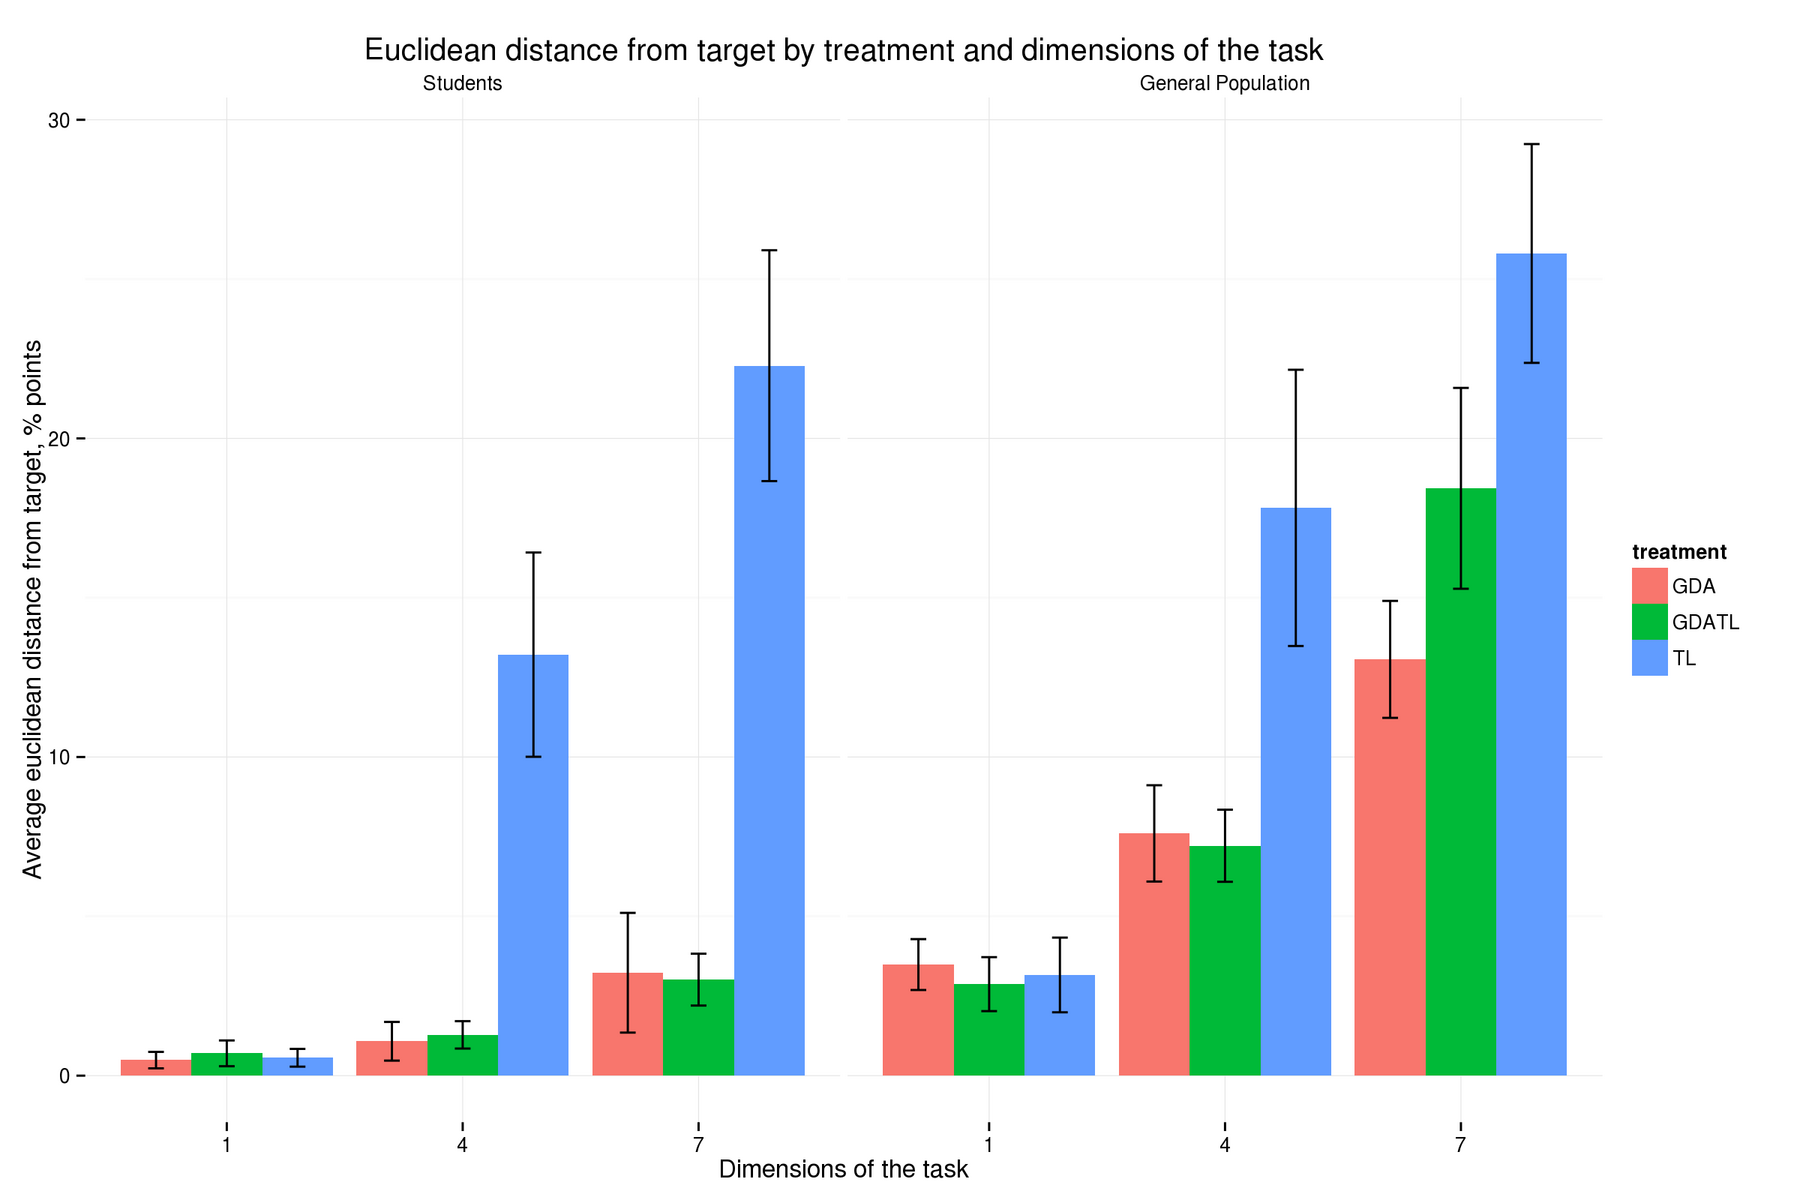 Euclidean distance from target by treatment and dimensions of the task
Students
General Population
Average euclidean distance from target, % points
30
20
10
0
1
4
7
1
4
7
Dimensions of the task
treatment
GDA
GDATL
TL